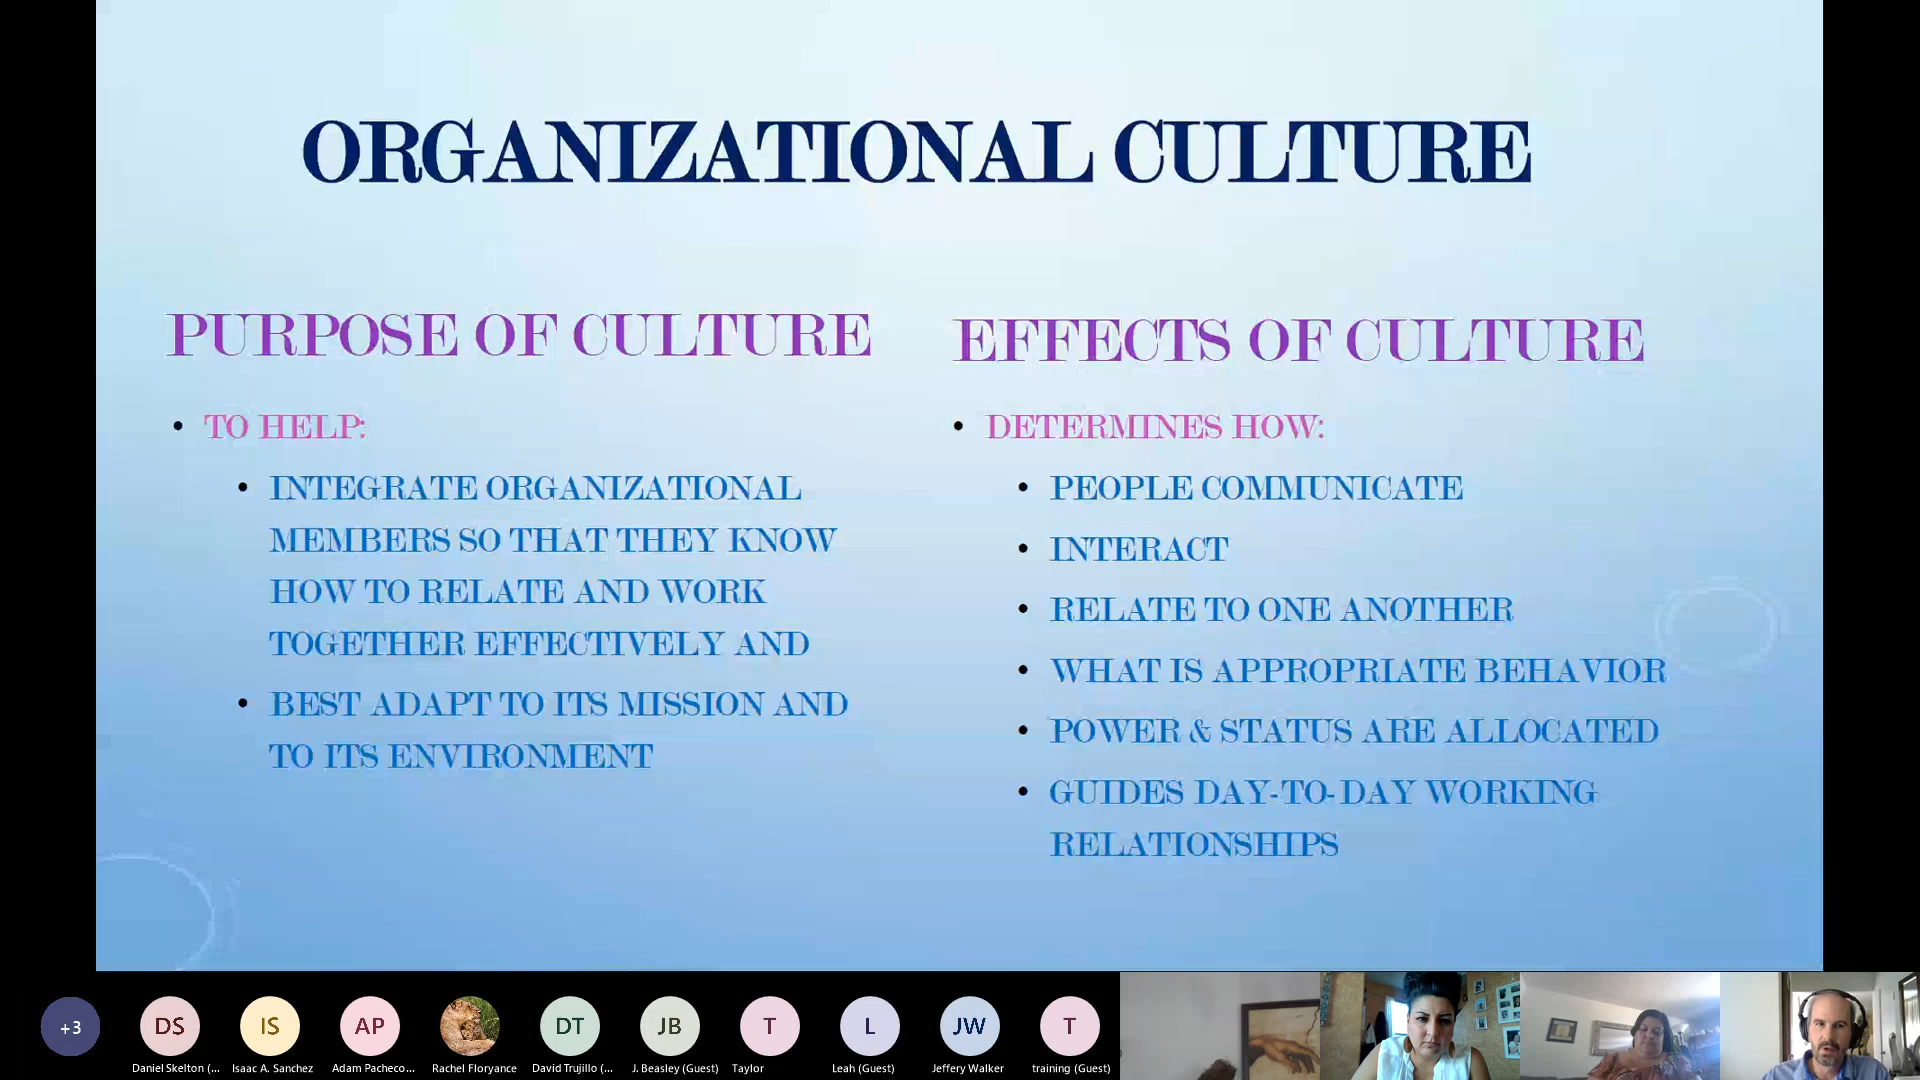 ORGANIZATIONAL CULTURE
PURPOSE OF CULTURE
• TO HELP:
• INTEGRATE ORGANIZATIONAL
MEMBERS SO THAT THEY KNOW
HOW TO RELATE AND WORK
TOGETHER EFFECTIVELY AND
• BEST ADAPT TO ITS MISSION AND
TO ITS ENVIRONMENT
EFFECTS OF CULTURE
• DETERMINES HOW:
• PEOPLE COMMUNICATE
• INTERACT
• RELATE TO ONE ANOTHER
• WHAT IS APPROPRIATE BEHAVIOR
• POWER & STATUS ARE ALLOCATED
• GUIDES DAY-TO-DAY WORKING
RELATIONSHIPS
+3
DS
IS
AP
DT
JB
T
L
JW
T
Daniel Skelton (...
Isaac A. Sanchez
Adam Pacheco...
Rachel Floryance
David Trujillo (...
J. Beasley (Guest)
Taylor
Leah (Guest)
Jeffery Walker
training (Guest)